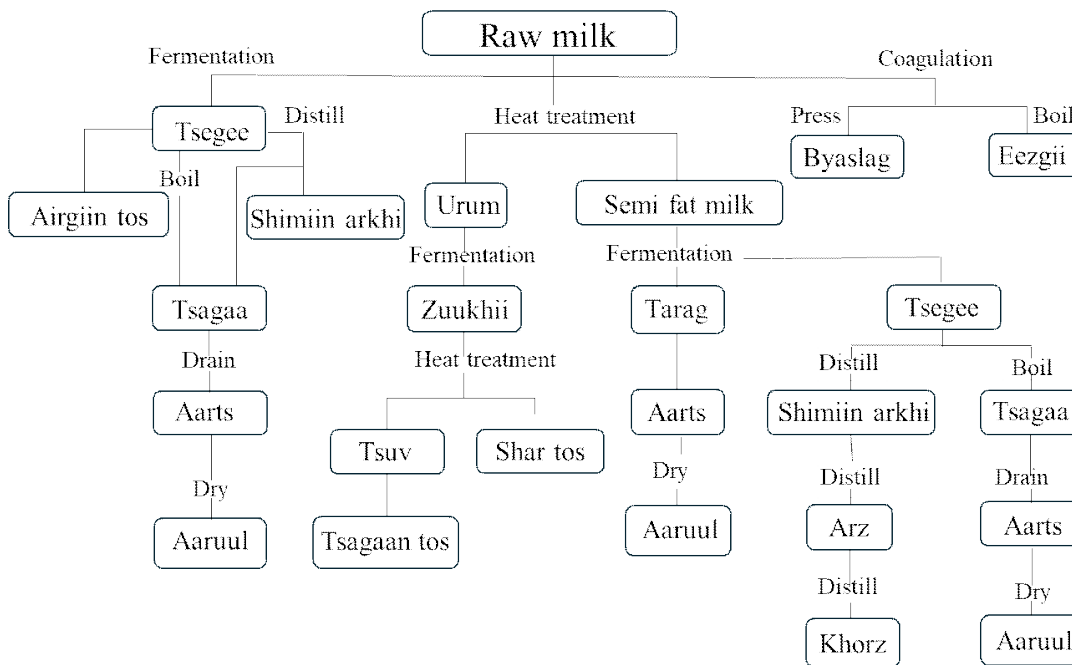 Raw milk
Fermentation
Coagulation
Tsegee
Distill
Heat treatment
Press
Boil
Byaslag
Eezgii
Boil
Airgiin tos
Shimiin arkhi
Urum
Semi fat milk
Fermentation
Fermentation
Tsagaa
Zuukhii
Tarag
Tsegee
Drain
Heat treatment
Distill
Boil
Aarts
Aarts
Shimiin arkhi
Tsagaa
Tsuv
Shar tos
Dry
Dry
Distill
Drain
Aaruul
Tsagaan tos
Aaruul
Arz
Aarts
Distill
Dry
Khorz
Aaruul